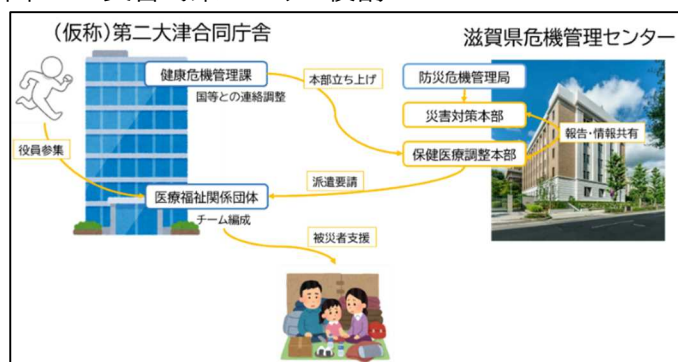 (仮称)第二大津合同庁舎
滋賀県危機管理センター
健康危機管理課
国等との連絡調整
本部立ち上げ
防災危機管理局
災害対策本部
報告・情報共有
保健医療調整本部
役員参集
派遣要請
医療福祉関係団体
チーム編成
被災者支援